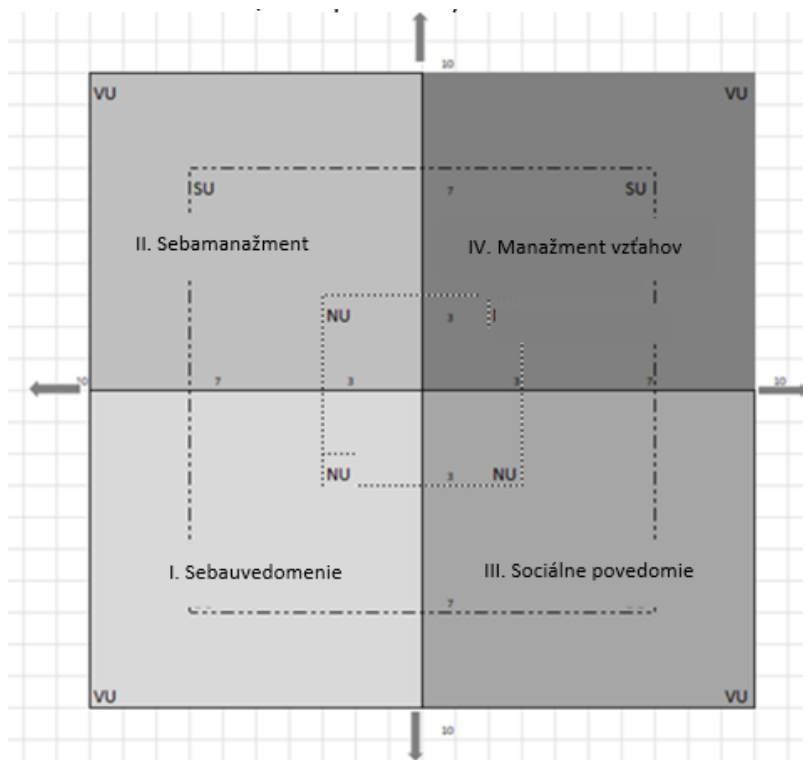 10
VU VU
SU 7 SU
II. Sebamanažment IV. Manažment vzťahov
NU 3
7 3 3 7 10
NU 3 NU
I. Sebauvedomenie III. Sociálne povedomie
7
VU VU
10